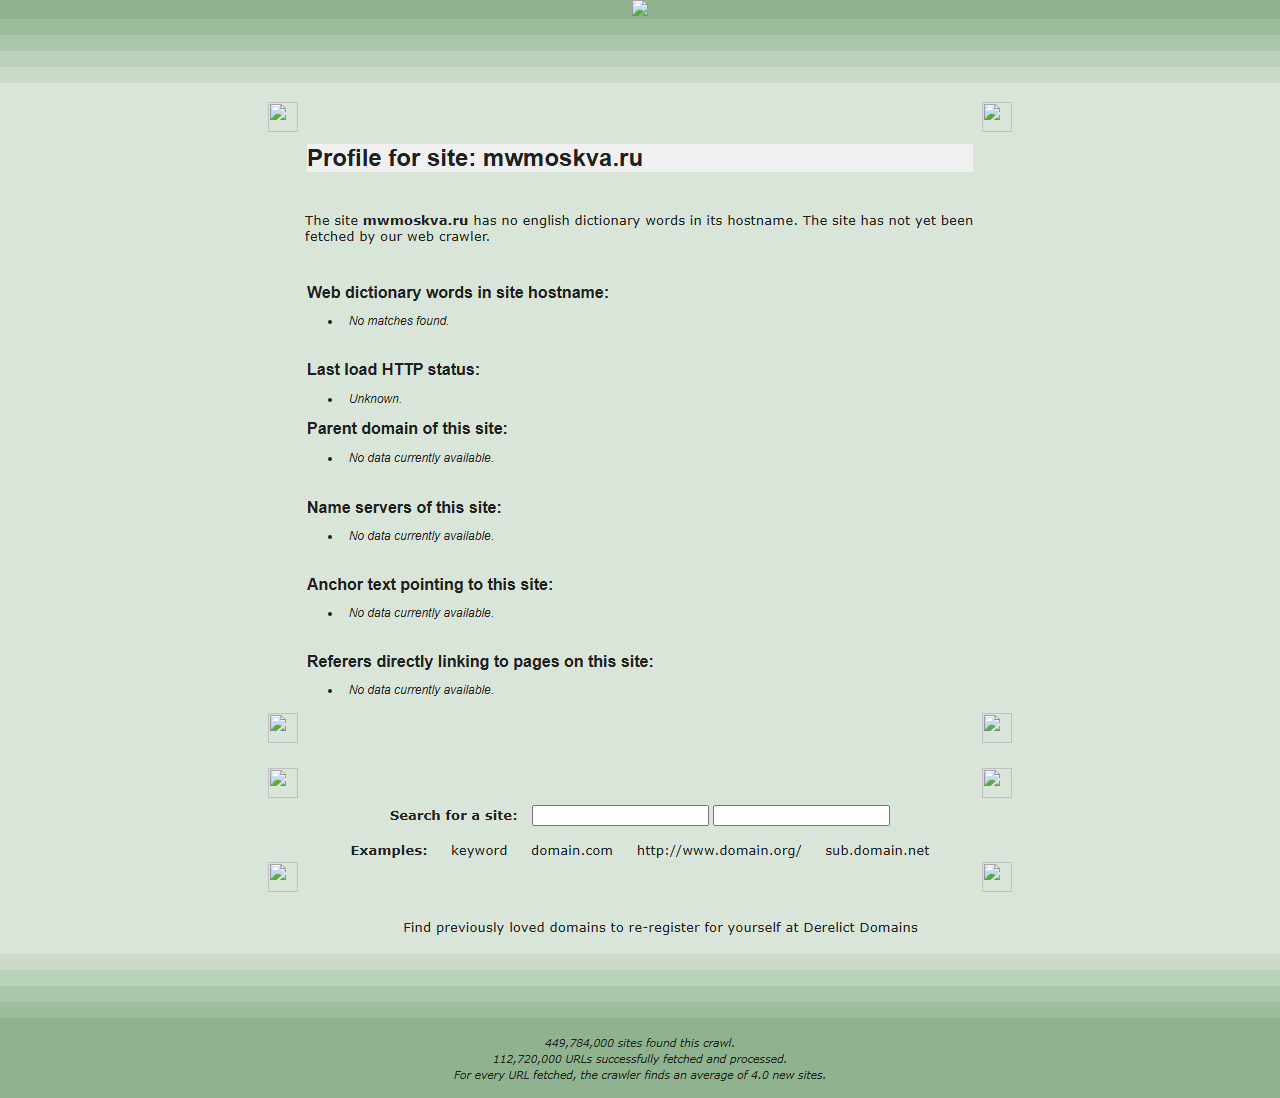 Profile for site: mwmoskva.ru
The site mwmoskva.ru has no english dictionary words in its hostname. The site has not yet been
fetched by our web crawler.
Web dictionary words in site hostname:
No matches found.
Last load HTTP status:
Unknown.
Parent domain of this site:
No data currently available.
Name servers of this site:
No data currently available.
Anchor text pointing to this site:
No data currently available.
Referers directly linking to pages on this site:
No data currently available.
Search for a site:
Examples: keyword domain.com http://www.domain.org/ sub.domain.net
Find previously loved domains to re-register for yourself at Derelict Domains
449,784,000 sites found this crawl.
112,720,000 URLs successfully fetched and processed.
For every URL fetched, the crawler finds an average of 4.0 new sites.